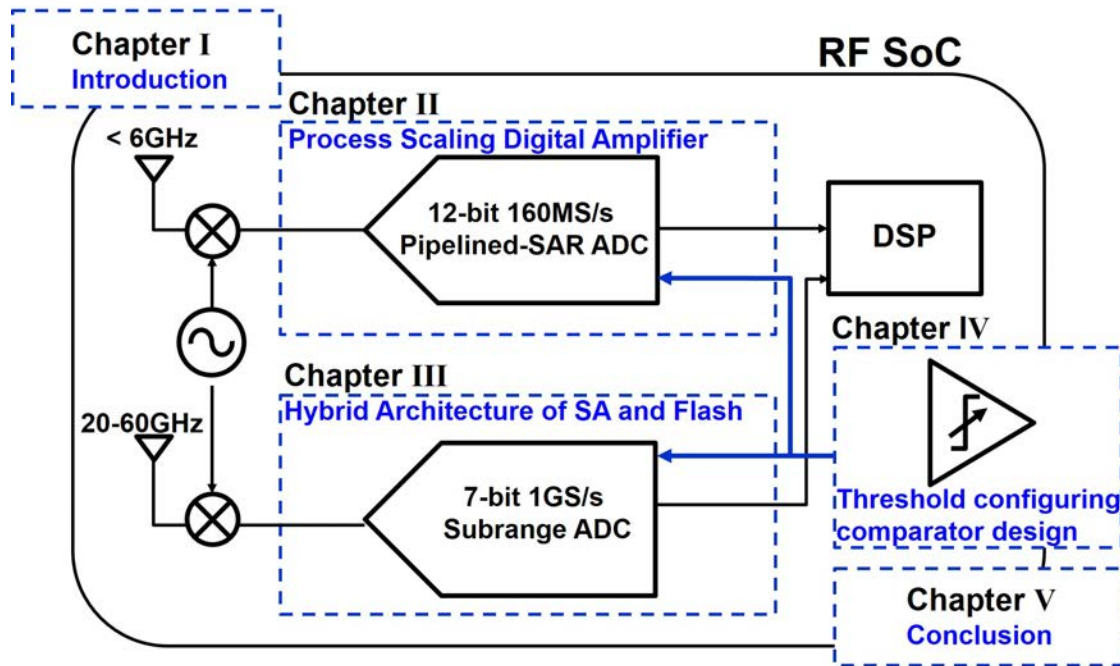 Chapter I
Introduction
RF SoC
Chapter II
Process Scaling Digital Amplifier
< 6GHz
12-bit 160MS/s
Pipelined-SAR ADC
DSP
Chapter III
Hybrid Architecture of SA and Flash
20-60GHz
7-bit 1GS/s
Subrange ADC
Chapter IV
Threshold configuring
comparator design
Chapter V
Conclusion